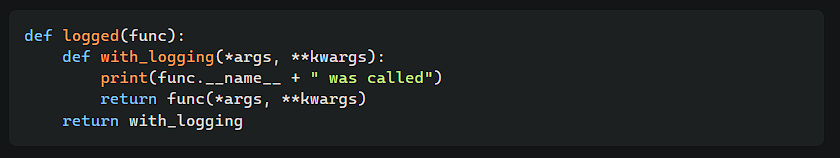 def logged(func):
    def with_logging(*args, **kwargs):
        print(func.__name__ + " was called")
        return func(*args, **kwargs)
    return with_logging